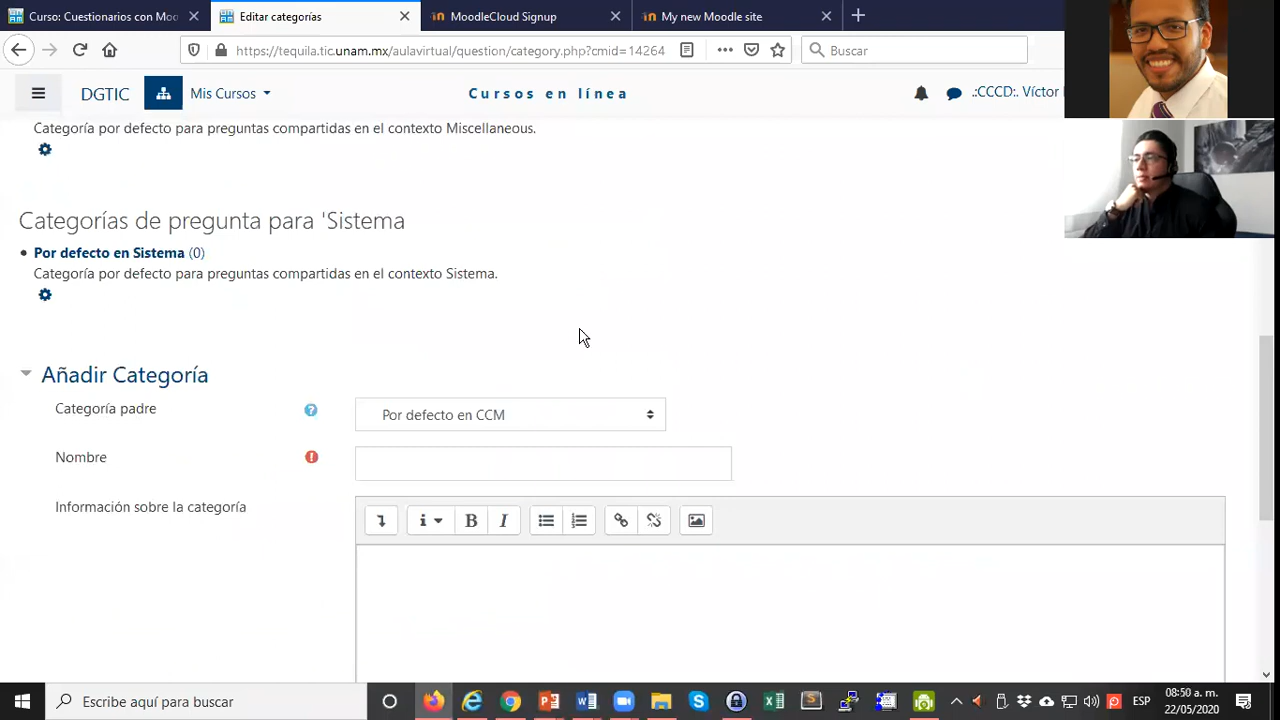 Curso: Cuestionarios con Moo
Editar categorías
MoodleCloud Signup
My new Moodle site
https://tequila.tic.unam.mx/aulavirtual/question/category.php?cmid=14264
Buscar
DGTIC
Mis Cursos
Cursos en línea
.:CCCD:. Víctor
Categoría por defecto para preguntas compartidas en el contexto Miscellaneous.
Categorías de pregunta para 'Sistema
Por defecto en Sistema (0)
Categoría por defecto para preguntas compartidas en el contexto Sistema.
Añadir Categoría
Categoría padre
Por defecto en CCM
Nombre
Información sobre la categoría
B
I
Escribe aquí para buscar
ESP
08:50 a. m.
22/05/2020